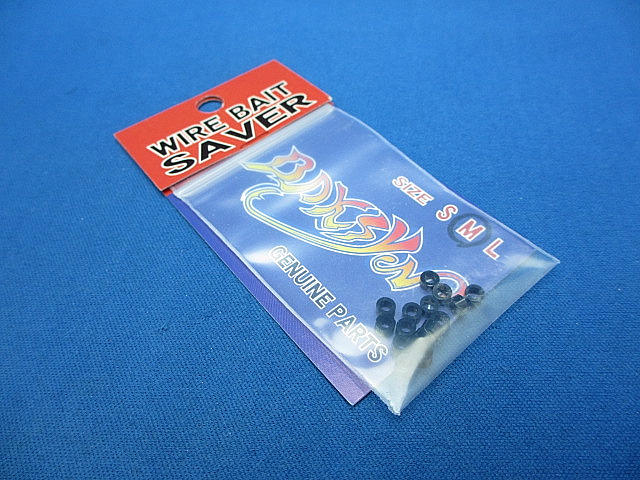 WIRE BAIT
SAVER
SIZE S M L
GENUINE PARTS